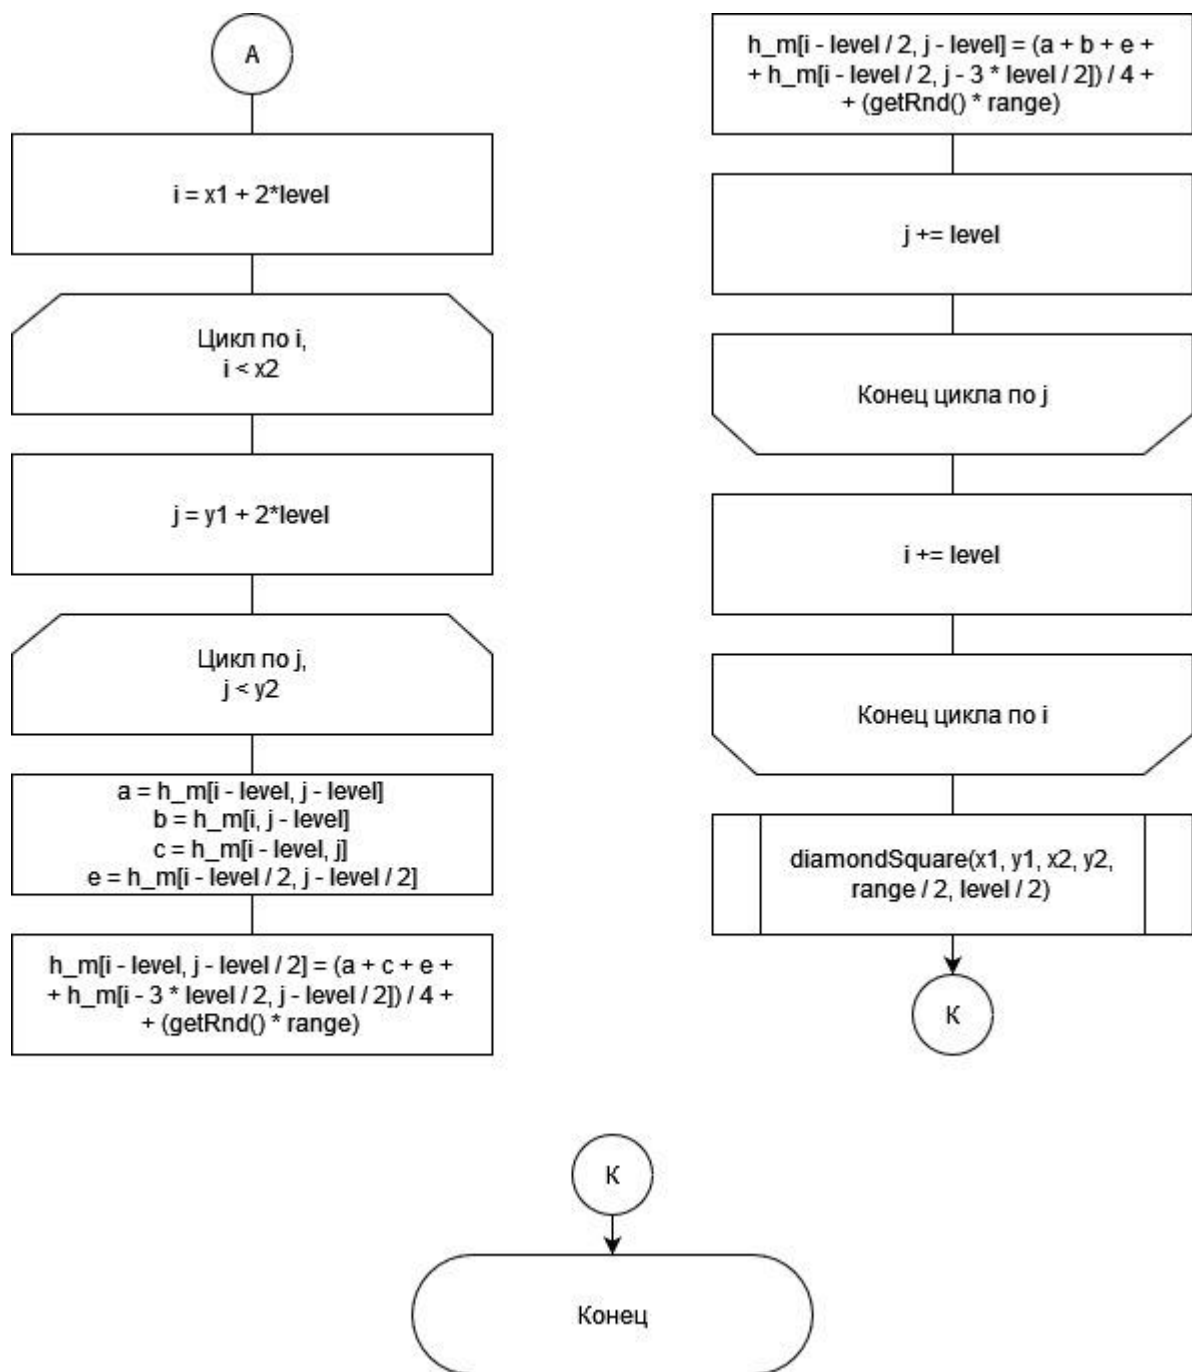 А
i = x1 + 2*level
Цикл по i,
i < x2
j = y1 + 2*level
Цикл по j,
j < y2
a = h_m[i - level, j - level]
b = h_m[i, j - level]
c = h_m[i - level, j]
e = h_m[i - level / 2, j - level / 2]
h_m[i - level, j - level / 2] = (a + c + e +
+ h_m[i - 3 * level / 2, j - level / 2]) / 4 +
+ (getRnd() * range)
h_m[i - level / 2, j - level] = (a + b + e +
+ h_m[i - level / 2, j - 3 * level / 2]) / 4 +
+ (getRnd() * range)
j += level
Конец цикла по j
i += level
Конец цикла по i
diamondSquare(x1, y1, x2, y2,
range / 2, level / 2)
К
К
Конец